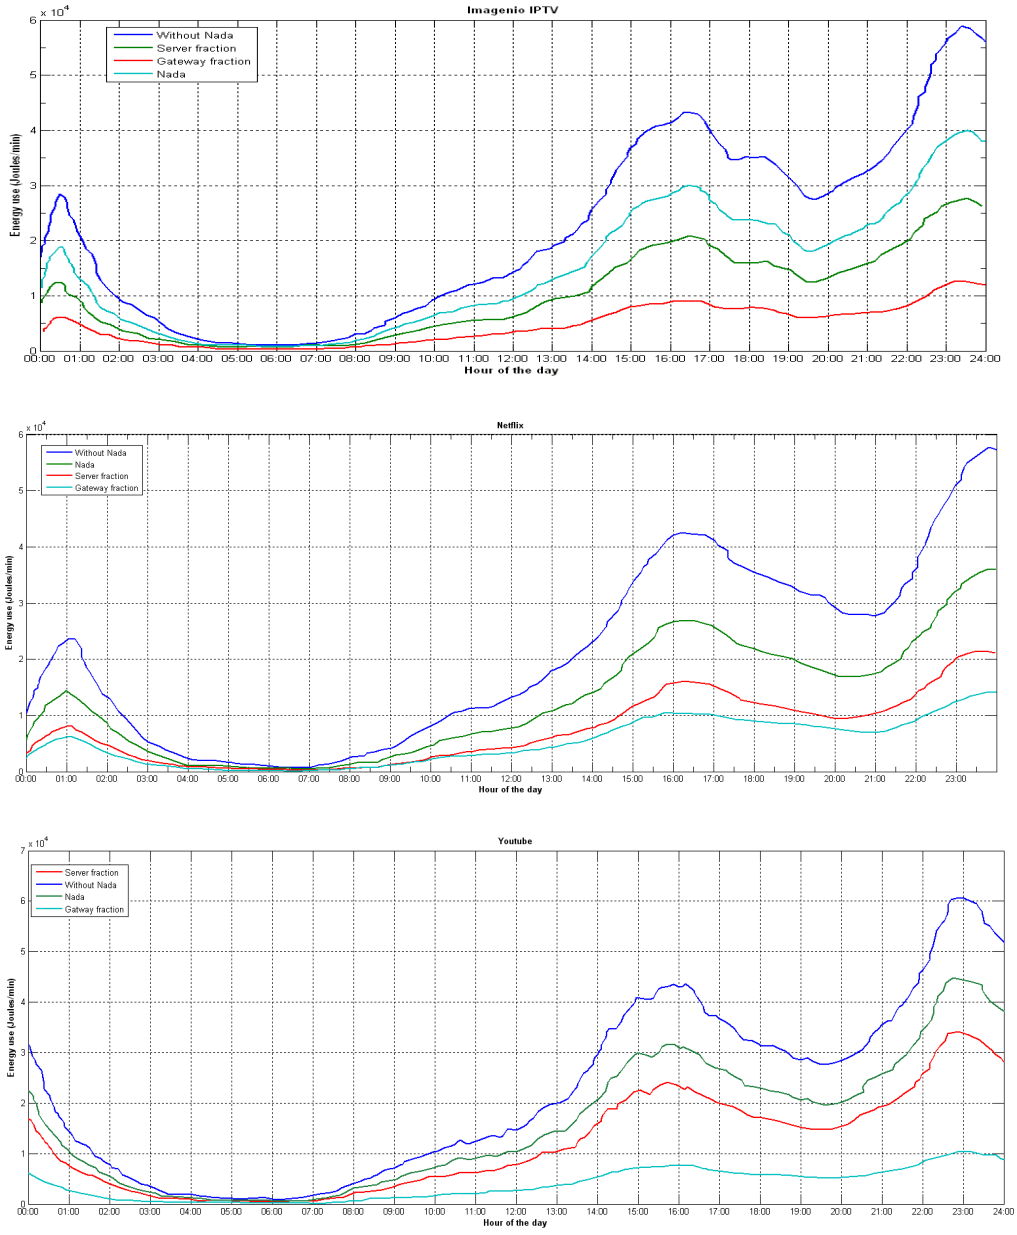 Imagenio IPTV
x 10^4
Without Nada
Server fraction
Gateway fraction
Nada
Energy use (Joules/min)
6
5
4
3
2
1
0
00:00 01:00 02:00 03:00 04:00 05:00 06:00 07:00 08:00 09:00 10:00 11:00 12:00 13:00 14:00 15:00 16:00 17:00 18:00 19:00 20:00 21:00 22:00 23:00 24:00
Hour of the day
Netflix
x 10^4
Without Nada
Nada
Server fraction
Gateway fraction
Energy use (Joules/min)
6
5
4
3
2
1
0
00:00 01:00 02:00 03:00 04:00 05:00 06:00 07:00 08:00 09:00 10:00 11:00 12:00 13:00 14:00 15:00 16:00 17:00 18:00 19:00 20:00 21:00 22:00 23:00
Hour of the day
Youtube
x 10^4
Server fraction
Without Nada
Nada
Gatway fraction
Energy use (Joules/min)
7
6
5
4
3
2
1
0
00:00 01:00 02:00 03:00 04:00 05:00 06:00 07:00 08:00 09:00 10:00 11:00 12:00 13:00 14:00 15:00 16:00 17:00 18:00 19:00 20:00 21:00 22:00 23:00 24:00
Hour of the day